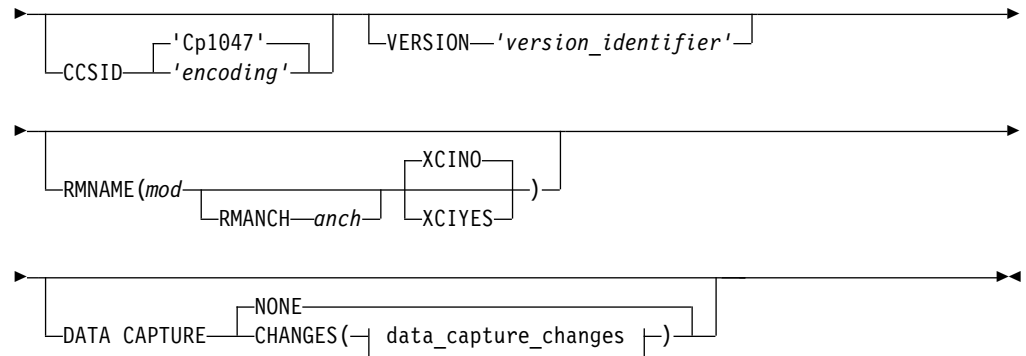 'Cp1047'
CCSID 'encoding' VERSION 'version_identifier'
XCINO
RMNAME(mod RMANCH anch XCIYES )
NONE
DATA CAPTURE CHANGES( data_capture_changes )